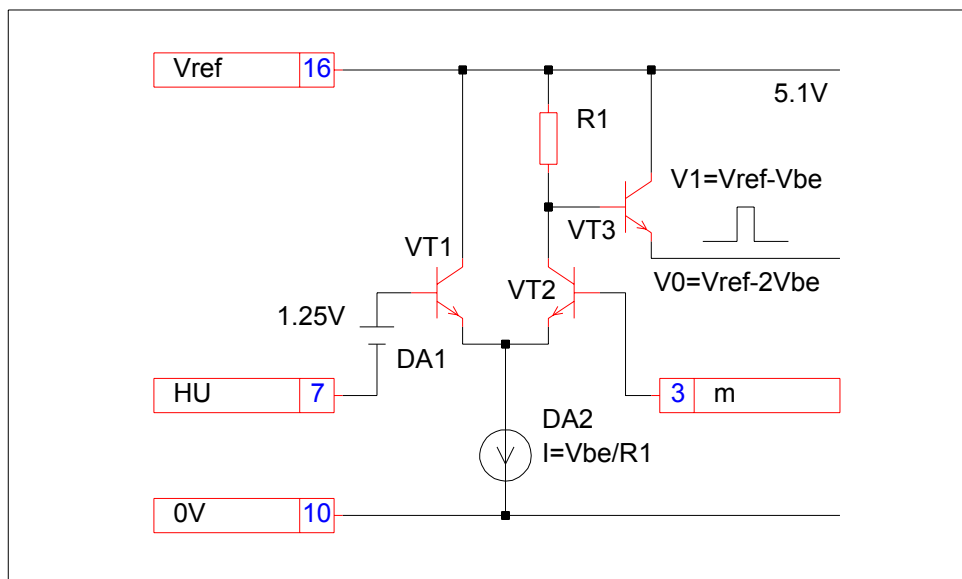 Vref 16
5.1V
R1
V1=Vref-Vbe
VT3
VT1
V0=Vref-2Vbe
VT2
1.25V
DA1
HU 7
3 m
DA2
I=Vbe/R1
0V 10